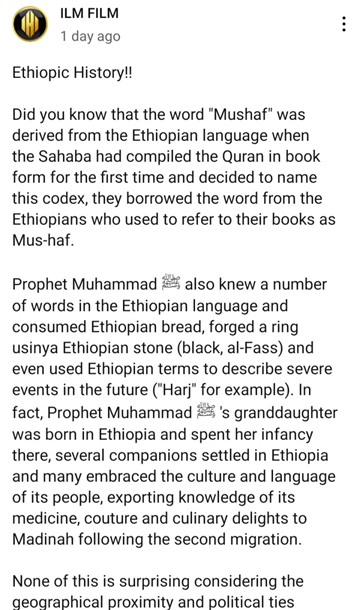 ILM FILM
1 day ago
Ethiopic History!!
Did you know that the word "Mushaf" was
derived from the Ethiopian language when
the Sahaba had compiled the Quran in book
form for the first time and decided to name
this codex, they borrowed the word from the
Ethiopians who used to refer to their books as
Mus-haf.
Prophet Muhammad ﷺ also knew a number
of words in the Ethiopian language and
consumed Ethiopian bread, forged a ring
usinya Ethiopian stone (black, al-Fass) and
even used Ethiopian terms to describe severe
events in the future ("Harj" for example). In
fact, Prophet Muhammad ﷺ 's granddaughter
was born in Ethiopia and spent her infancy
there, several companions settled in Ethiopia
and many embraced the culture and language
of its people, exporting knowledge of its
medicine, couture and culinary delights to
Madinah following the second migration.
None of this is surprising considering the
geographical proximity and political ties